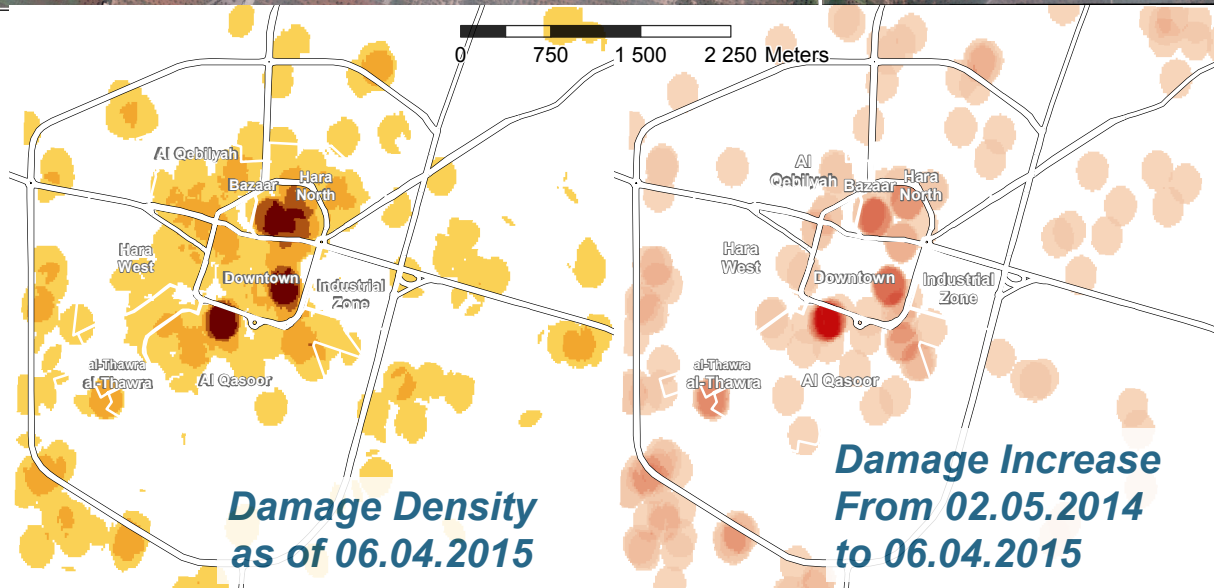 0 750 1 500 2 250 Meters
Al Qebilyah
Bazaar
Hara
North
Hara
West
Downtown
Industrial
Zone
al-Thawra
al-Thawra
Al Qasoor
Damage Density
as of 06.04.2015
Al
Qebilyah
Bazaar
Hara
North
Hara
West
Downtown
Industrial
Zone
al-Thawra
al-Thawra
Al Qasoor
Damage Increase
From 02.05.2014
to 06.04.2015